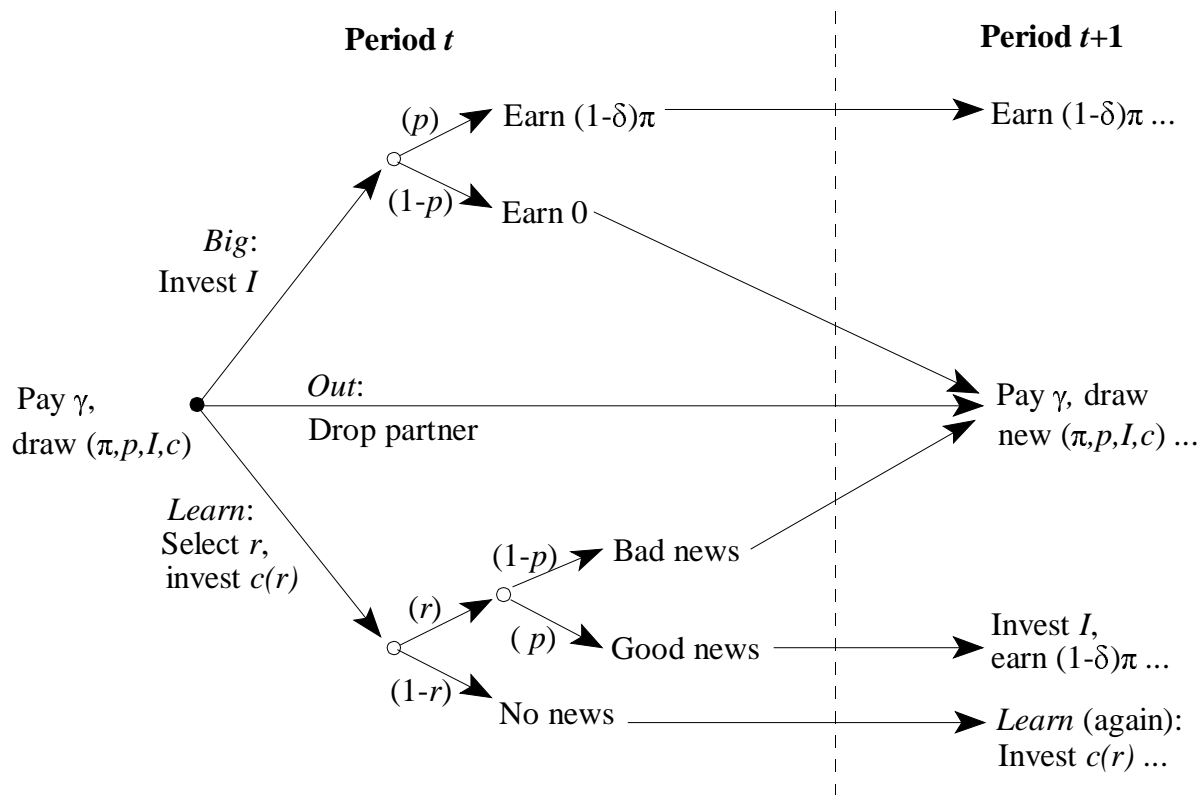 Period t
Period t+1
(p)
Earn (1-δ)π
Earn (1-δ)π ...
(1-p)
Earn 0
Big:
Invest I
Out:
Drop partner
Pay γ,
draw (π,p,I,c)
Pay γ, draw
new (π,p,I,c) ...
Learn:
Select r,
invest c(r)
(1-p)
Bad news
(r)
( p)
Good news
Invest I,
earn (1-δ)π ...
(1-r)
No news
Learn (again):
Invest c(r) ...